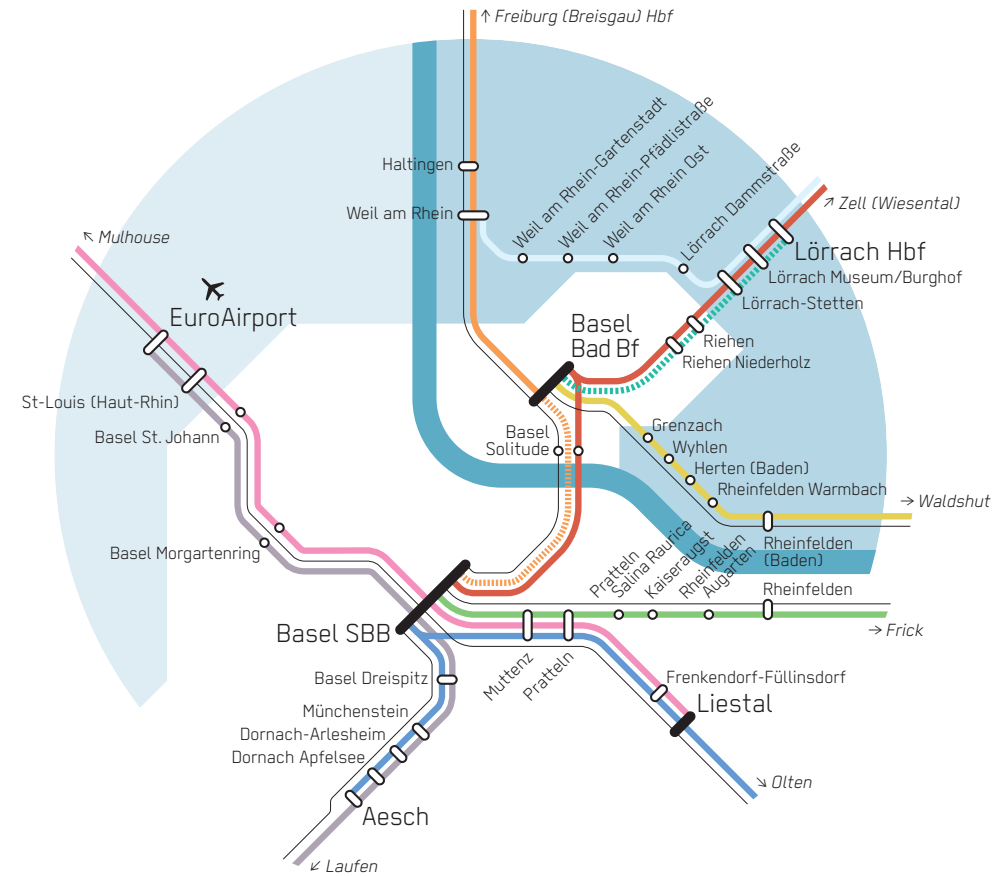 ↑ Freiburg (Breisgau) Hbf
Haltingen
Weil am Rhein
Weil am Rhein-Gartenstadt
Weil am Rhein-Pfädlistraße
Weil am Rhein Ost
Lörrach Dammstraße
↗ Zell (Wiesental)
Lörrach Hbf
Lörrach Museum/Burghof
Lörrach-Stetten
Riehen
Riehen Niederholz
↖ Mulhouse
EuroAirport
St-Louis (Haut-Rhin)
Basel St. Johann
Basel Morgartenring
Basel
Bad Bf
Basel
Solitude
Grenzach
Wyhlen
Herten (Baden)
Rheinfelden Warmbach
→ Waldshut
Rheinfelden
(Baden)
Pratteln
Salina Raurica
Kaiseraugst
Rheinfelden
Augarten
Rheinfelden
→ Frick
Basel SBB
Muttenz
Pratteln
Frenkendorf-Füllinsdorf
Liestal
↘ Olten
Basel Dreispitz
Münchenstein
Dornach-Arlesheim
Dornach Apfelsee
Aesch
↙ Laufen